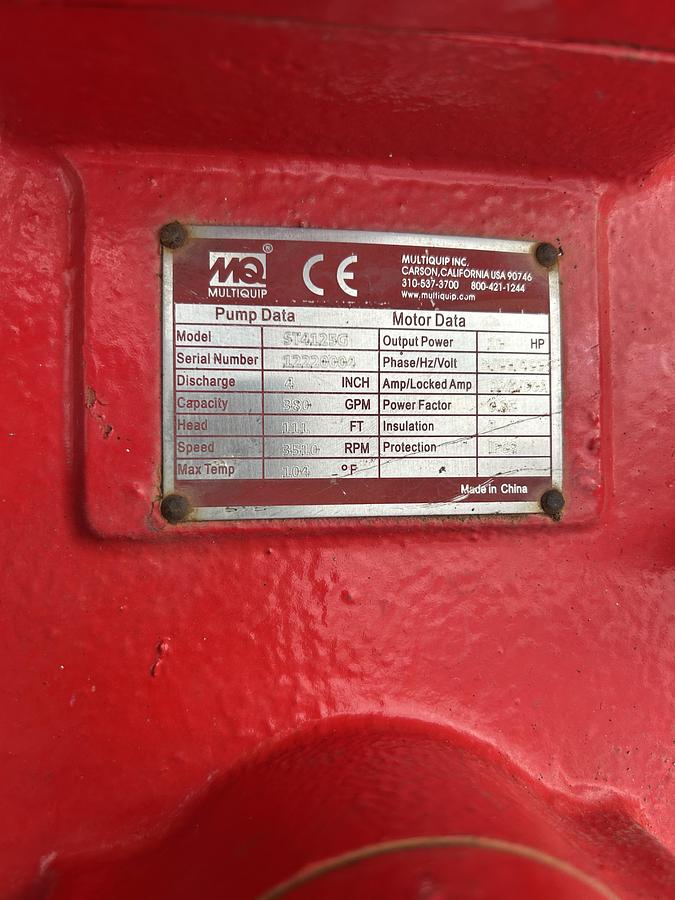 MQ®
MULTIQUIP
CE
MULTIQUIP INC.
CARSON,CALIFORNIA USA 90746
310-537-3700 800-421-1244
www.multiquip.com
Pump Data Motor Data
Model ST4125G Output Power HP
Serial Number Phase/Hz/Volt
Discharge 4 INCH Amp/Locked Amp
Capacity GPM Power Factor
Head 111 FT Insulation
Speed 3510 RPM Protection
Max Temp 104 °F
Made in China